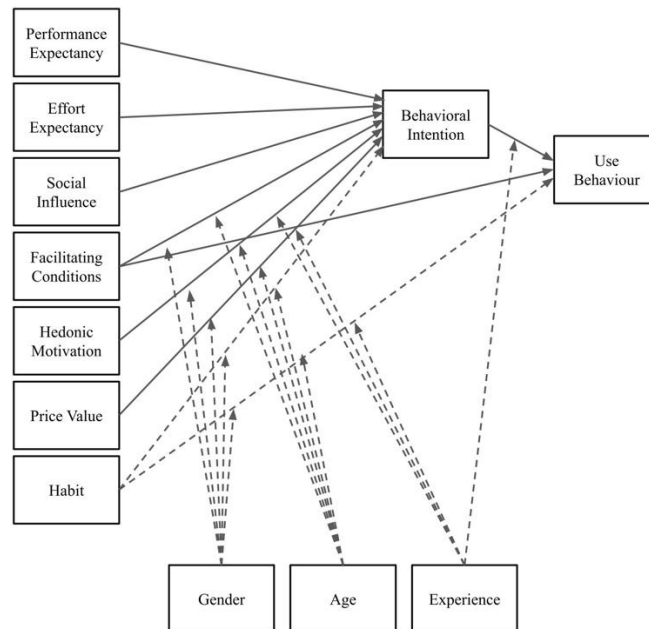 Performance
Expectancy
Effort
Expectancy
Social
Influence
Facilitating
Conditions
Hedonic
Motivation
Price Value
Habit
Behavioral
Intention
Use
Behaviour
Gender
Age
Experience